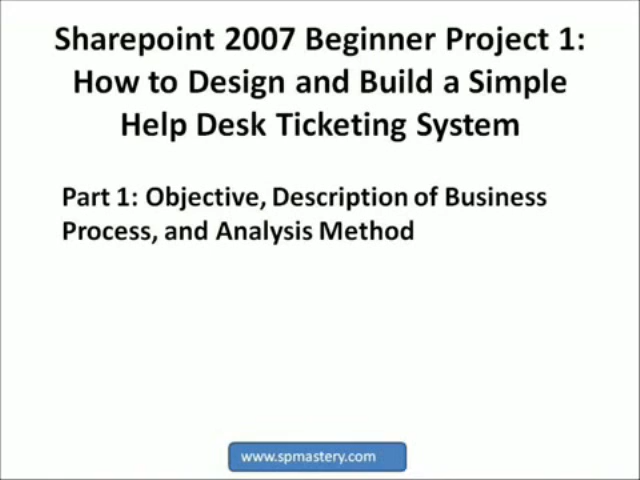 Sharepoint 2007 Beginner Project 1:
How to Design and Build a Simple
Help Desk Ticketing System
Part 1: Objective, Description of Business
Process, and Analysis Method
www.spmastery.com